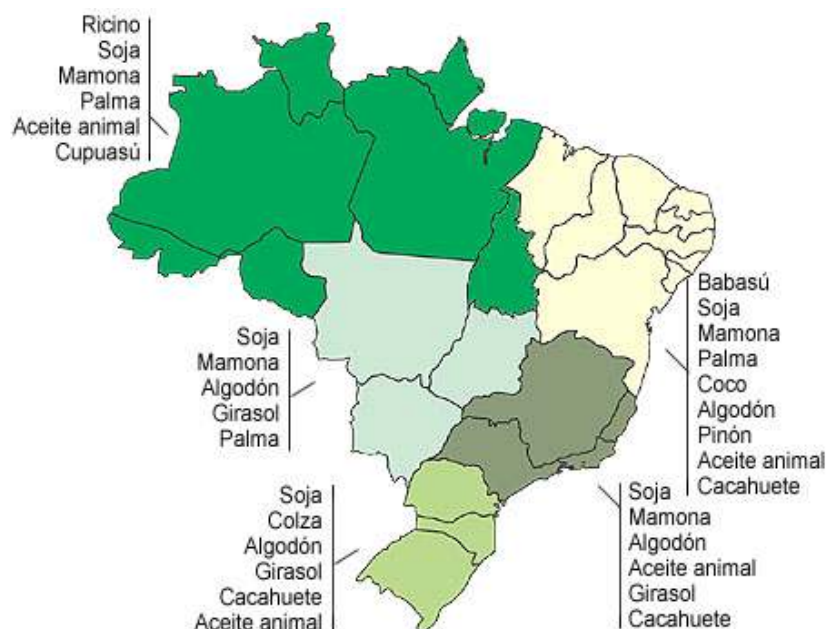 Ricino
Soja
Mamona
Palma
Aceite animal
Cupuasú
Babasú
Soja
Mamona
Palma
Coco
Algodón
Pinón
Aceite animal
Cacahuete
Soja
Mamona
Algodón
Girasol
Palma
Soja
Colza
Algodón
Girasol
Cacahuete
Aceite animal
Soja
Mamona
Algodón
Aceite animal
Girasol
Cacahuete